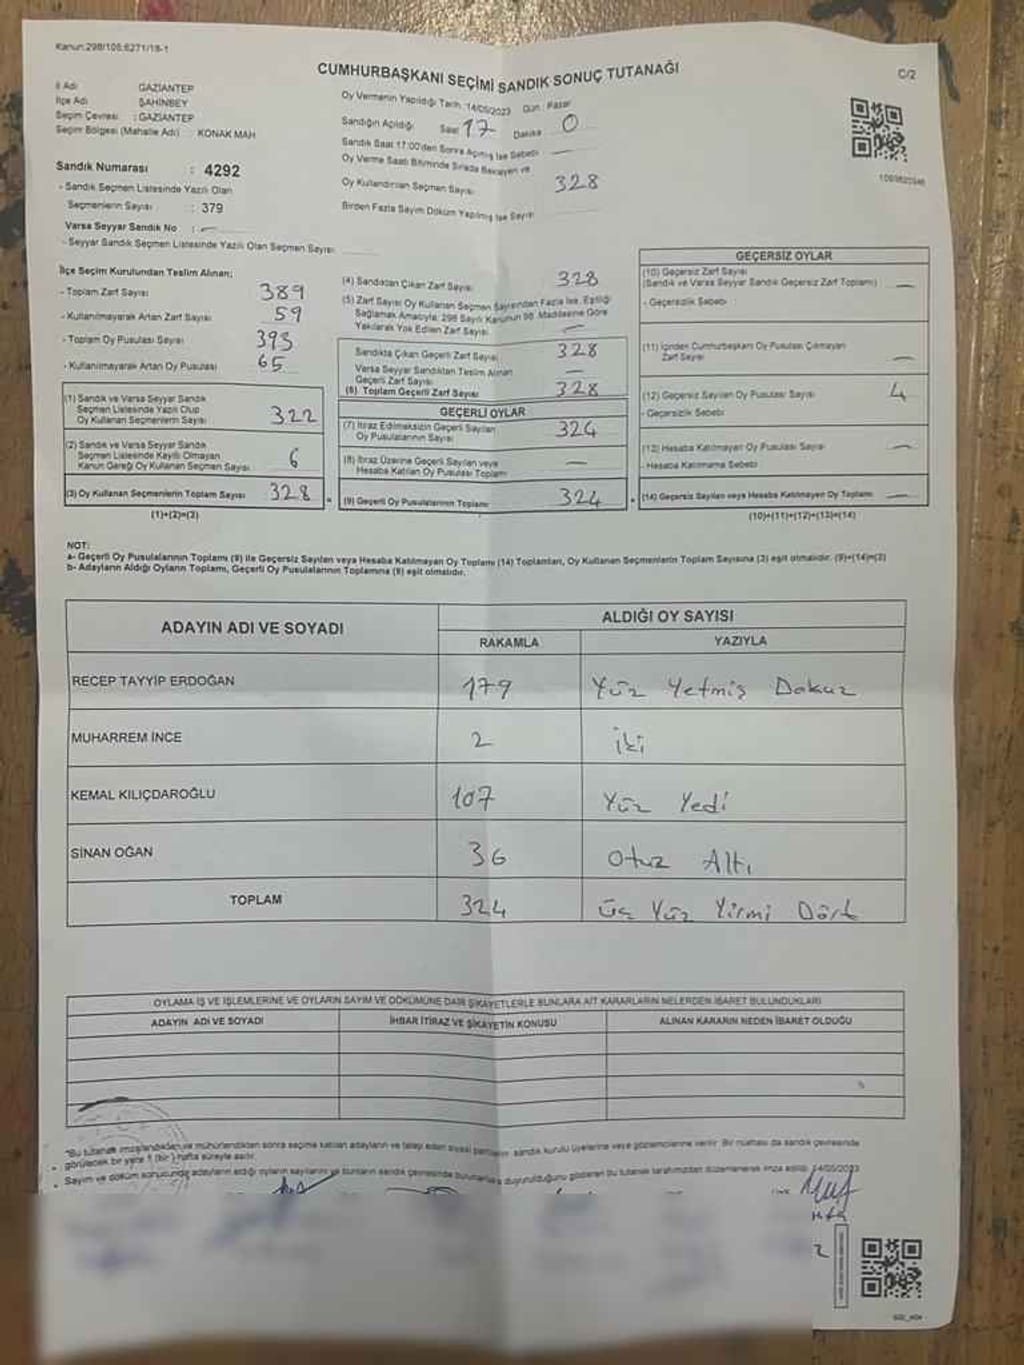 Kanun:298/105;6271/18-1
CUMHURBAŞKANI SEÇİMİ SANDIK SONUÇ TUTANAĞI
C/2
İl Adı GAZİANTEP
İlçe Adı ŞAHİNBEY
Seçim Çevresi : GAZİANTEP
Seçim Bölgesi (Mahalle Adı) : KONAK MAH
Oy Vermenin Yapıldığı Tarih :14/05/2023 Gün : Pazar
Sandığın Açıldığı Saat 17 Dakika 0
Sandık Saat 17:00'den Sonra Açılmış İse Sebebi —
Oy Verme Saati Bitiminde Sırada Bekleyen ve
Oy Kullandırılan Seçmen Sayısı 328
Birden Fazla Sayım Döküm Yapılmış İse Sayısı
Sandık Numarası : 4292
- Sandık Seçmen Listesinde Yazılı Olan
Seçmenlerin Sayısı : 379
Varsa Seyyar Sandık No : —
- Seyyar Sandık Seçmen Listesinde Yazılı Olan Seçmen Sayısı
İlçe Seçim Kurulundan Teslim Alınan;
- Toplam Zarf Sayısı 389
- Kullanılmayarak Artan Zarf Sayısı 59
- Toplam Oy Pusulası Sayısı 393
- Kullanılmayarak Artan Oy Pusulası 65
(1) Sandık ve Varsa Seyyar Sandık
Seçmen Listesinde Yazılı Olup
Oy Kullanan Seçmenlerin Sayısı 322
(2) Sandık ve Varsa Seyyar Sandık
Seçmen Listesinde Kayıtlı Olmayan
Kanun Gereği Oy Kullanan Seçmen Sayısı 6
(3) Oy Kullanan Seçmenlerin Toplam Sayısı 328
(1)+(2)=(3)
(4) Sandıktan Çıkan Zarf Sayısı 328
(5) Zarf Sayısı Oy Kullanan Seçmen Sayısından Fazla İse, Eşitliği
Sağlamak Amacıyla, 298 Sayılı Kanunun 98. Maddesine Göre
Yakılarak Yok Edilen Zarf Sayısı —
Sandıkta Çıkan Geçerli Zarf Sayısı 328
Varsa Seyyar Sandıktan Teslim Alınan
Geçerli Zarf Sayısı —
(6) Toplam Geçerli Zarf Sayısı 328
GEÇERLİ OYLAR
(7) İtiraz Edilmeksizin Geçerli Sayılan
Oy Pusulalarının Sayısı 324
(8) İtiraz Üzerine Geçerli Sayılan veya
Hesaba Katılan Oy Pusulası Toplamı —
(9) Geçerli Oy Pusulalarının Toplamı 324
GEÇERSİZ OYLAR
(10) Geçersiz Zarf Sayısı
(Sandık ve Varsa Seyyar Sandık Geçersiz Zarf Toplamı) —
- Geçersizlik Sebebi
(11) İçinden Cumhurbaşkanı Oy Pusulası Çıkmayan
Zarf Sayısı —
(12) Geçersiz Sayılan Oy Pusulası Sayısı 4
- Geçersizlik Sebebi
(13) Hesaba Katılmayan Oy Pusulası Sayısı —
- Hesaba Katılmama Sebebi
(14) Geçersiz Sayılan veya Hesaba Katılmayan Oy Toplamı —
(10)+(11)+(12)+(13)=(14)
NOT:
a- Geçerli Oy Pusulalarının Toplamı (9) ile Geçersiz Sayılan veya Hesaba Katılmayan Oy Toplamı (14) Toplamları, Oy Kullanan Seçmenlerin Toplam Sayısına (3) eşit olmalıdır. (9)+(14)=(3)
b- Adayların Aldığı Oyların Toplamı, Geçerli Oy Pusulalarının Toplamına (9) eşit olmalıdır.
ADAYIN ADI VE SOYADI ALDIĞI OY SAYISI
RAKAMLA YAZIYLA
RECEP TAYYİP ERDOĞAN 179 Yüz Yetmiş Dokuz
MUHARREM İNCE 2 iki
KEMAL KILIÇDAROĞLU 107 Yüz Yedi
SİNAN OĞAN 36 Otuz Altı
TOPLAM 324 Üç Yüz Yirmi Dört
OYLAMA İŞ VE İŞLEMLERİNE VE OYLARIN SAYIM VE DÖKÜMÜNE DAİR ŞİKAYETLERLE BUNLARA AİT KARARLARIN NELERDEN İBARET BULUNDUKLARI
ADAYIN ADI VE SOYADI İHBAR İTİRAZ VE ŞİKAYETİN KONUSU ALINAN KARARIN NEDEN İBARET OLDUĞU
*Bu tutanak imzalandıktan ve mühürlendikten sonra seçime katılan adayların ve talep eden siyasi partilerin sandık kurulu üyelerine veya gözlemcilerine verilir. Bir nüshası da sandık çevresinde
görülecek bir yere 1 (bir) hafta süreyle asılır.
Sayım ve döküm sonucunda adayların aldığı oyların sayılarını ve bunların sandık çevresinde bulunanlara duyurulduğunu gösteren bu tutanak tarafımızdan düzenlenerek imza edildi. 14/05/2023